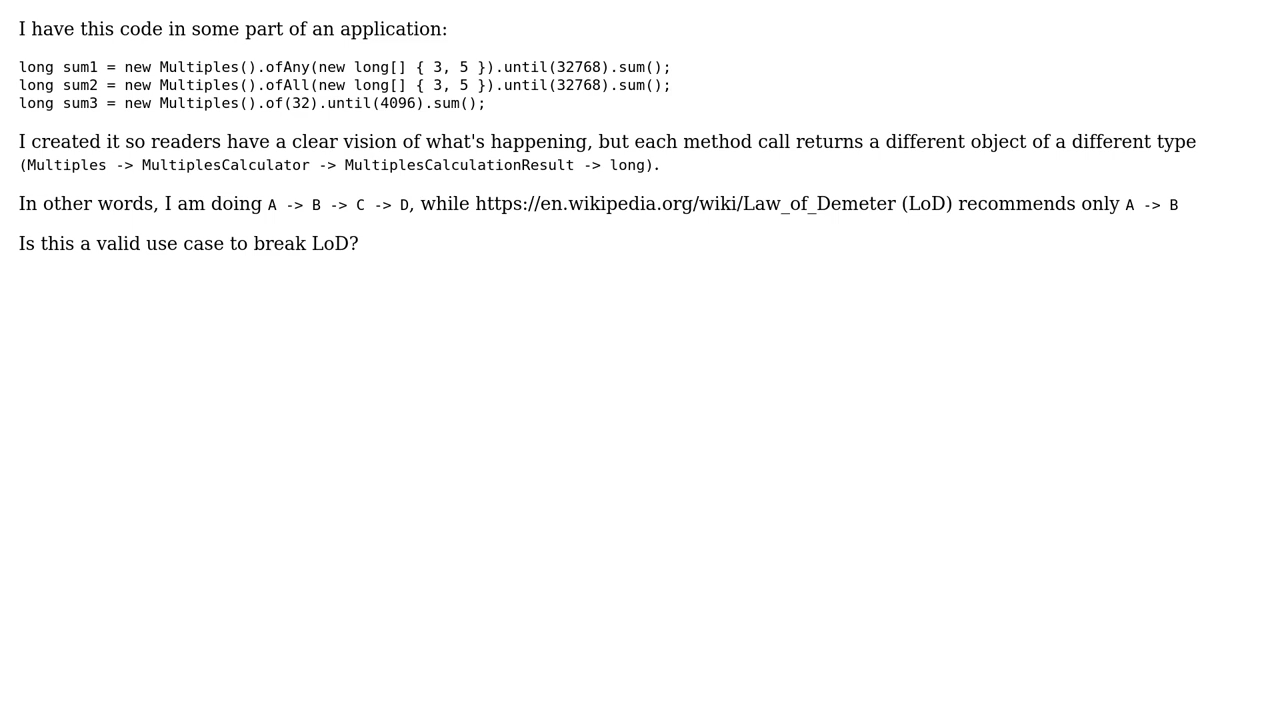 I have this code in some part of an application:
long sum1 = new Multiples().ofAny(new long[] { 3, 5 }).until(32768).sum();
long sum2 = new Multiples().ofAll(new long[] { 3, 5 }).until(32768).sum();
long sum3 = new Multiples().of(32).until(4096).sum();
I created it so readers have a clear vision of what's happening, but each method call returns a different object of a different type
(Multiples -> MultiplesCalculator -> MultiplesCalculationResult -> long).
In other words, I am doing A -> B -> C -> D, while https://en.wikipedia.org/wiki/Law_of_Demeter (LoD) recommends only A -> B
Is this a valid use case to break LoD?